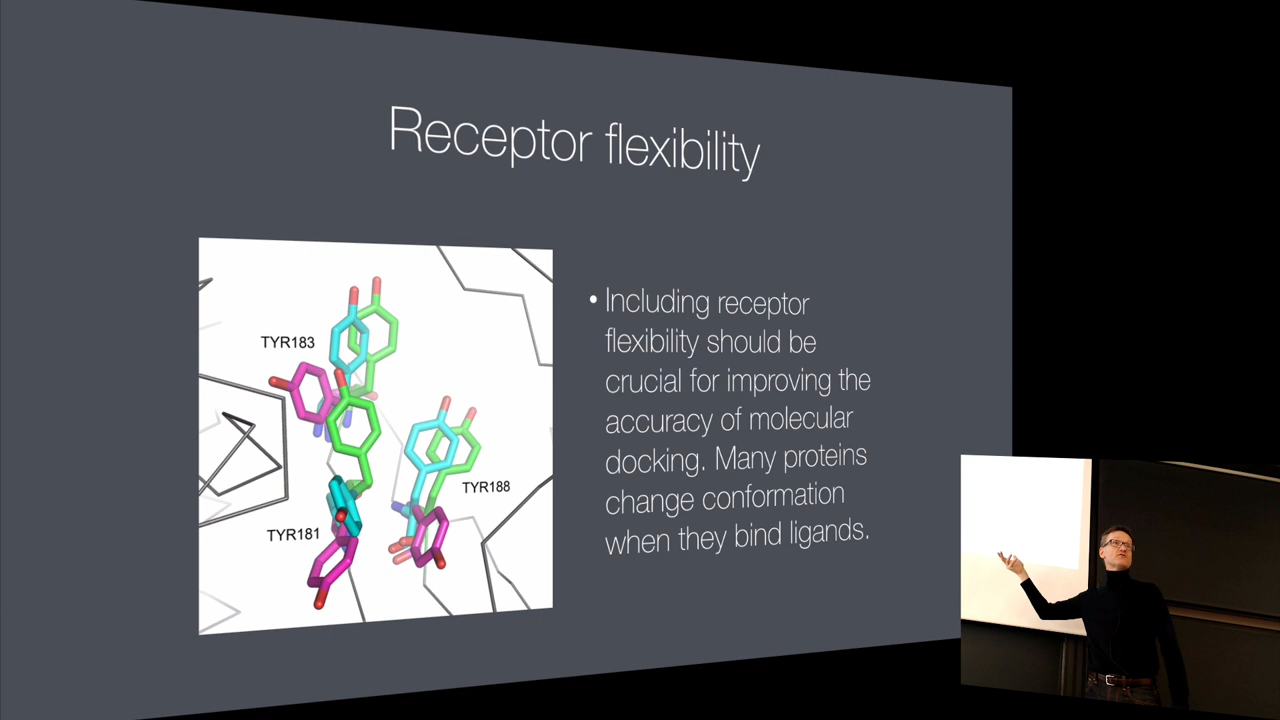 Receptor flexibility
TYR183
TYR188
TYR181
• Including receptor
flexibility should be
crucial for improving the
accuracy of molecular
docking. Many proteins
change conformation
when they bind ligands.